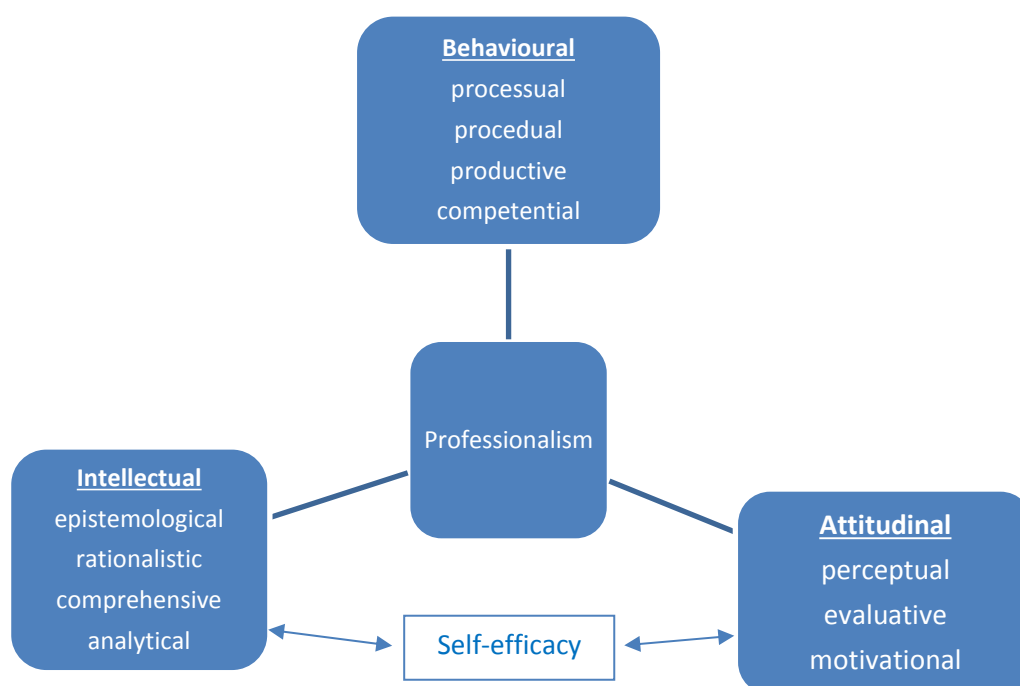 Behavioural
processual
procedual
productive
competential
Professionalism
Intellectual
epistemological
rationalistic
comprehensive
analytical
Attitudinal
perceptual
evaluative
motivational
Self-efficacy